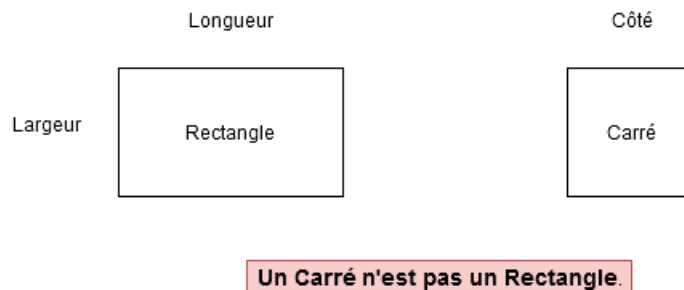 Longueur Côté
Largeur Rectangle Carré
Un Carré n'est pas un Rectangle.